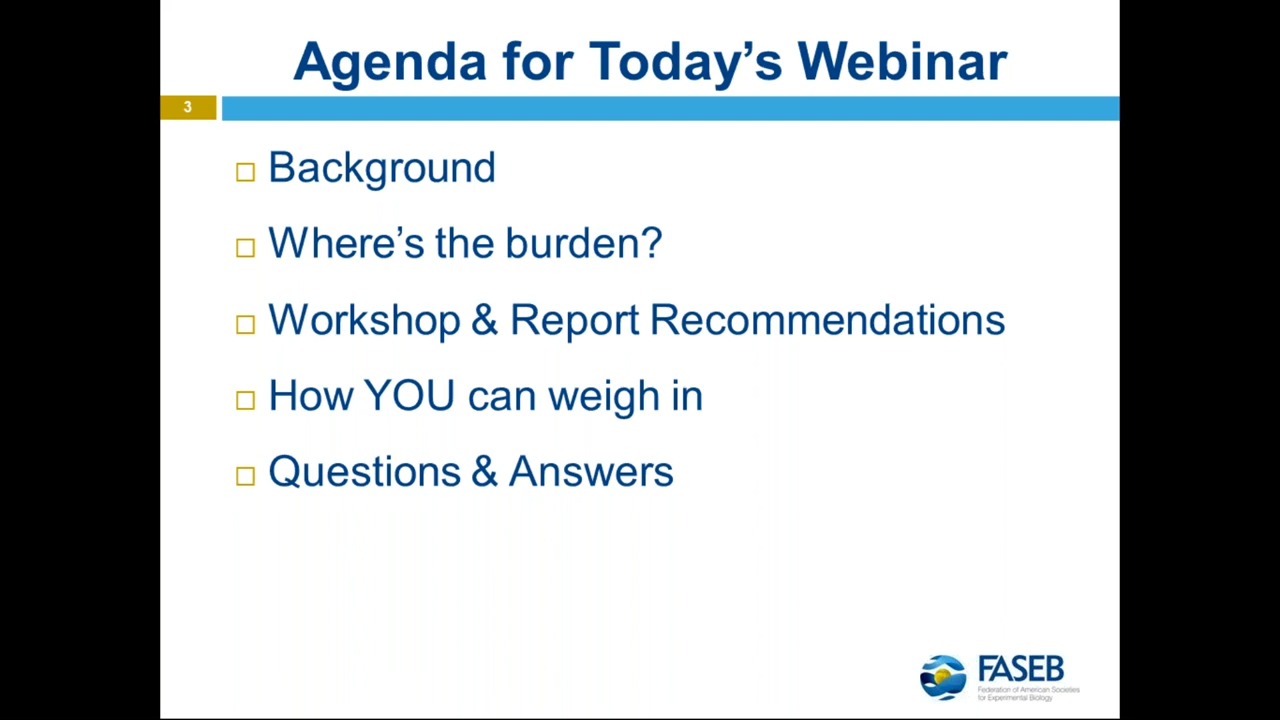 Agenda for Today’s Webinar
3
Background
Where’s the burden?
Workshop & Report Recommendations
How YOU can weigh in
Questions & Answers
FASEB
Federation of American Societies
for Experimental Biology